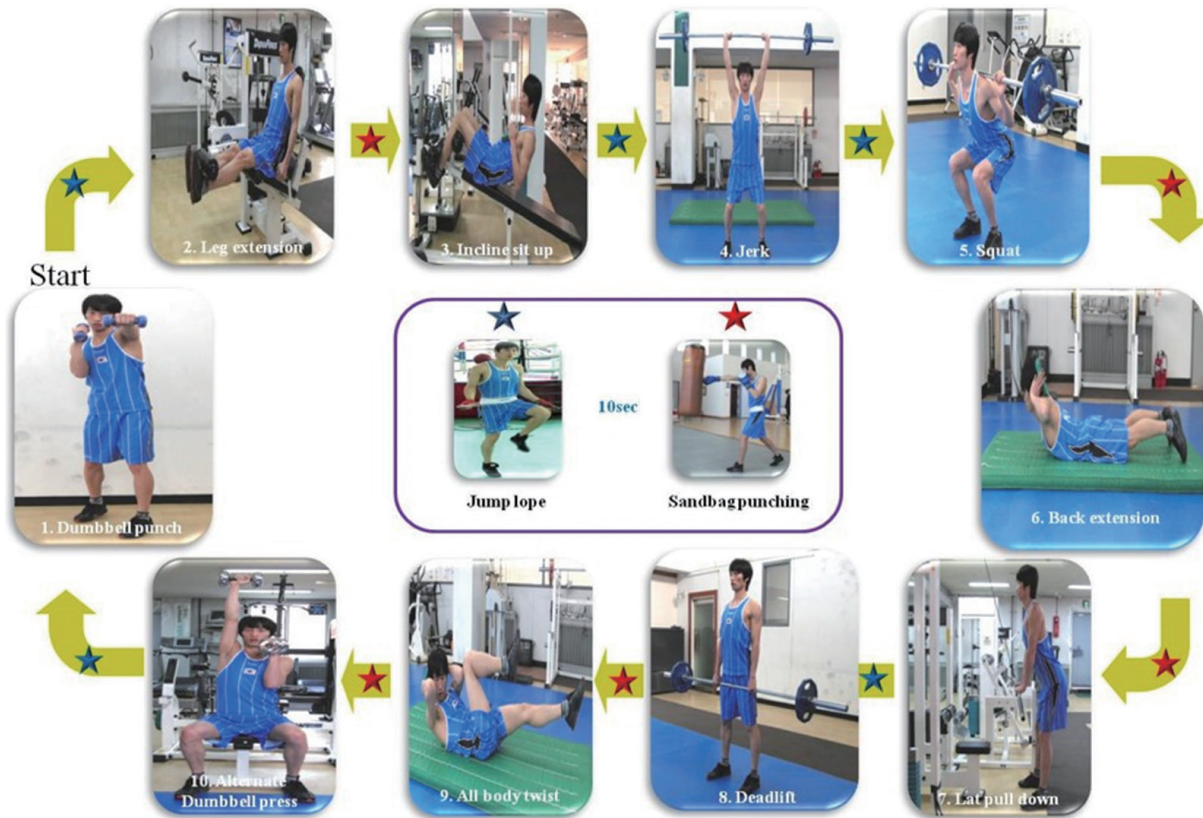 Start
1. Dumbbell punch
2. Leg extension
3. Incline sit up
4. Jerk
5. Squat
6. Back extension
7. Lat pull down
8. Deadlift
9. All body twist
10. Alternate
Dumbbell press
10sec
Jump lope
Sandbag punching